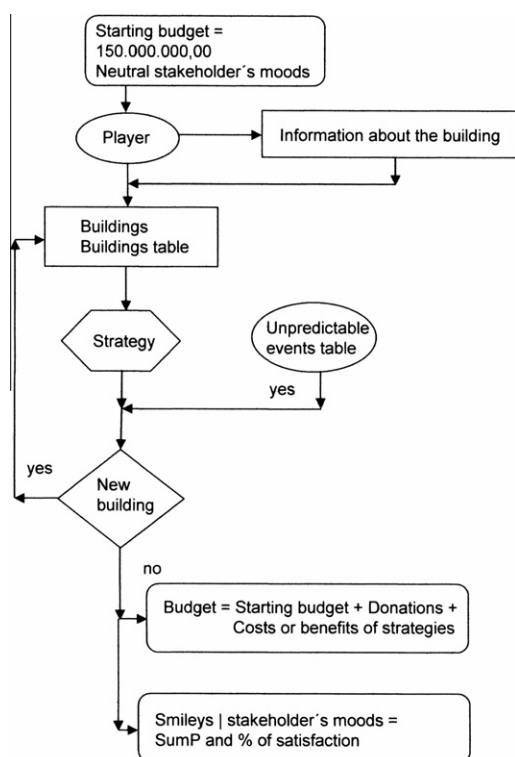 Starting budget =
150.000.000,00
Neutral stakeholder´s moods
Player
Information about the building
Buildings
Buildings table
Strategy
Unpredictable
events table
yes
yes
New
building
no
Budget = Starting budget + Donations +
Costs or benefits of strategies
Smileys | stakeholder´s moods =
SumP and % of satisfaction